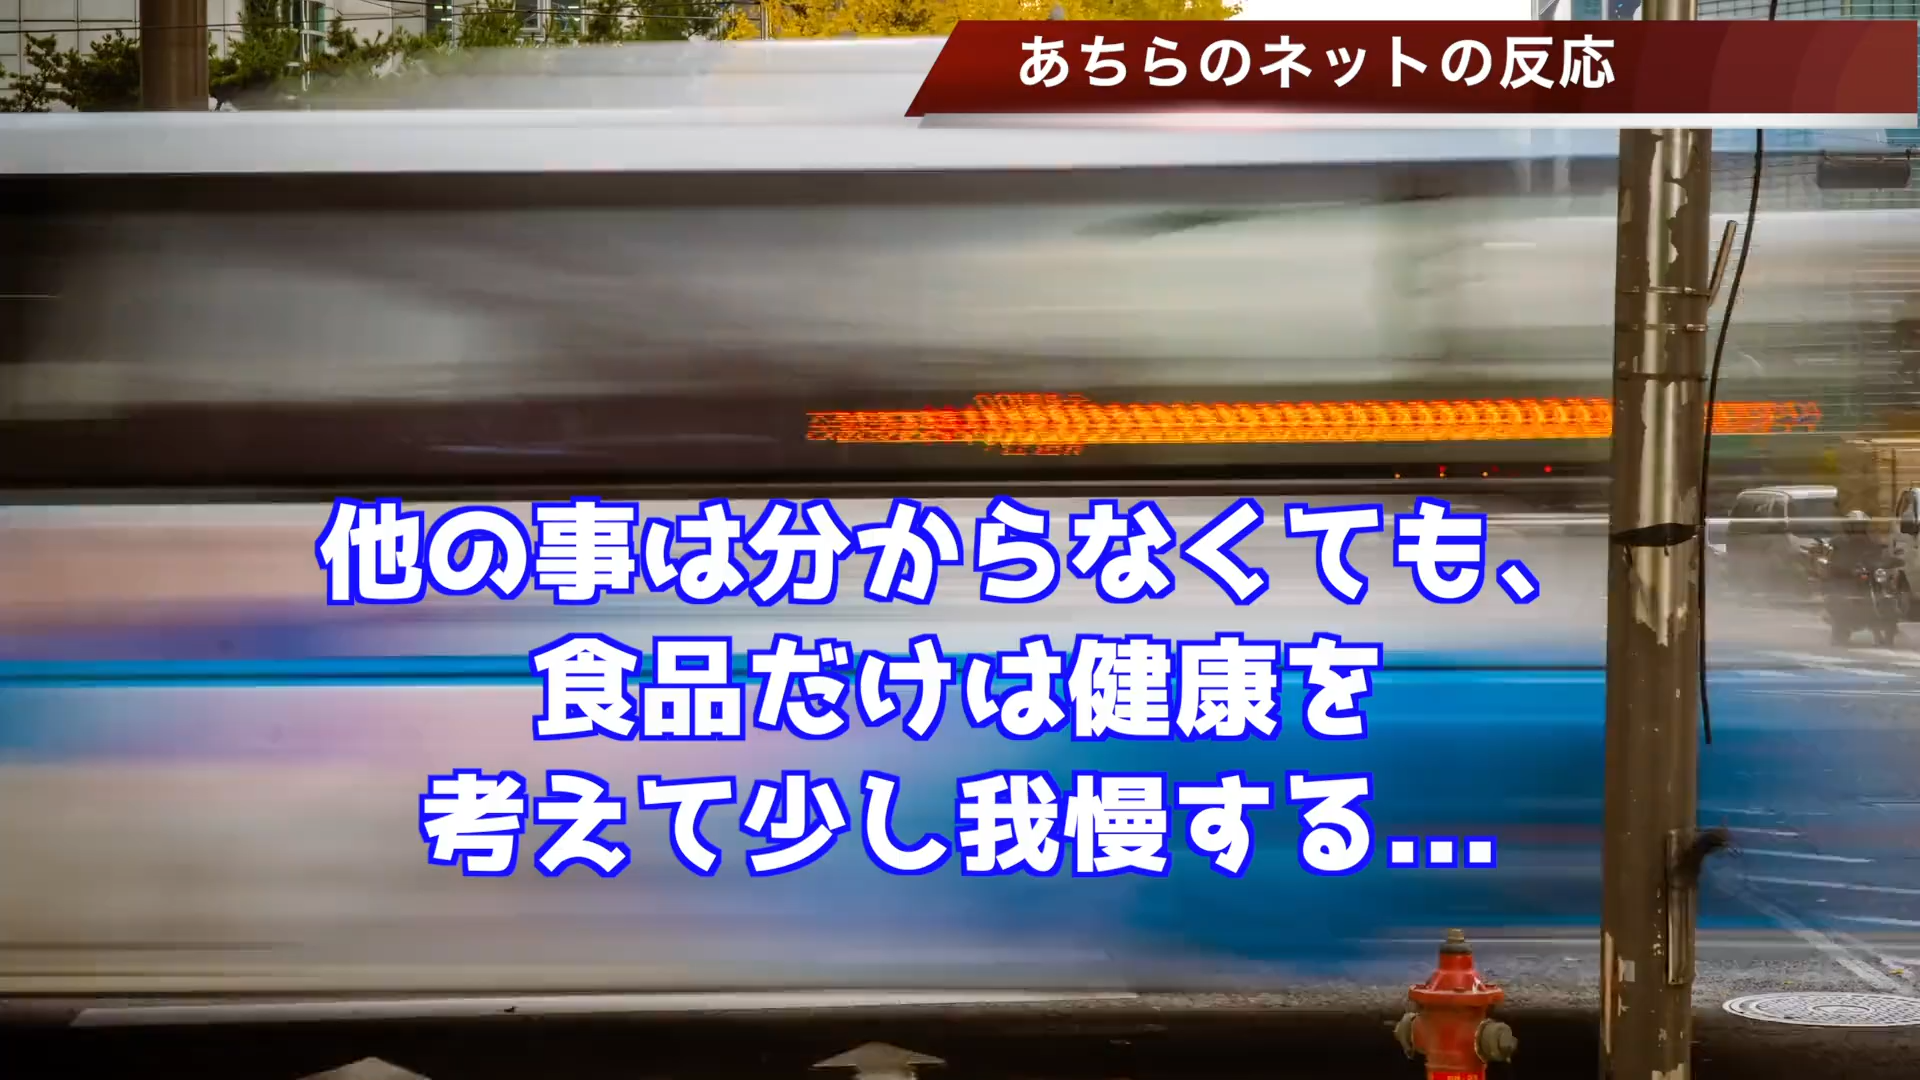 あちらのネットの反応
他の事は分からなくても、
食品だけは健康を
考えて少し我慢する...